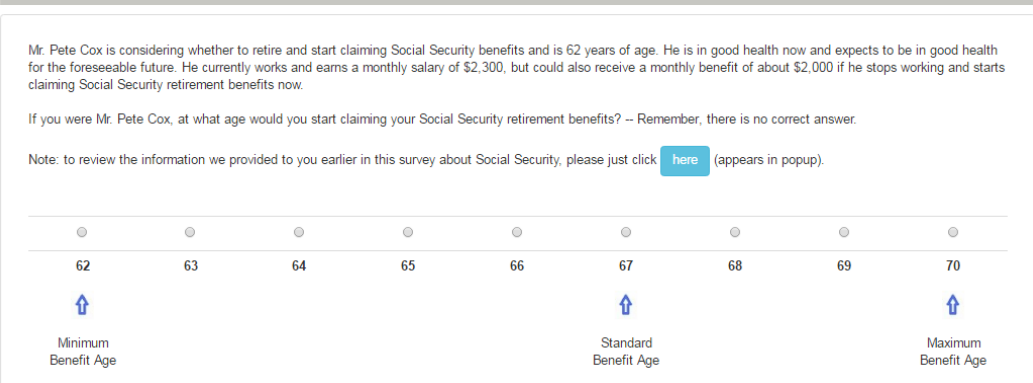 Mr. Pete Cox is considering whether to retire and start claiming Social Security benefits and is 62 years of age. He is in good health now and expects to be in good health
for the foreseeable future. He currently works and earns a monthly salary of $2,300, but could also receive a monthly benefit of about $2,000 if he stops working and starts
claiming Social Security retirement benefits now.
If you were Mr. Pete Cox, at what age would you start claiming your Social Security retirement benefits? -- Remember, there is no correct answer.
Note: to review the information we provided to you earlier in this survey about Social Security, please just click here (appears in popup).
62 63 64 65 66 67 68 69 70
Minimum Standard Maximum
Benefit Age Benefit Age Benefit Age